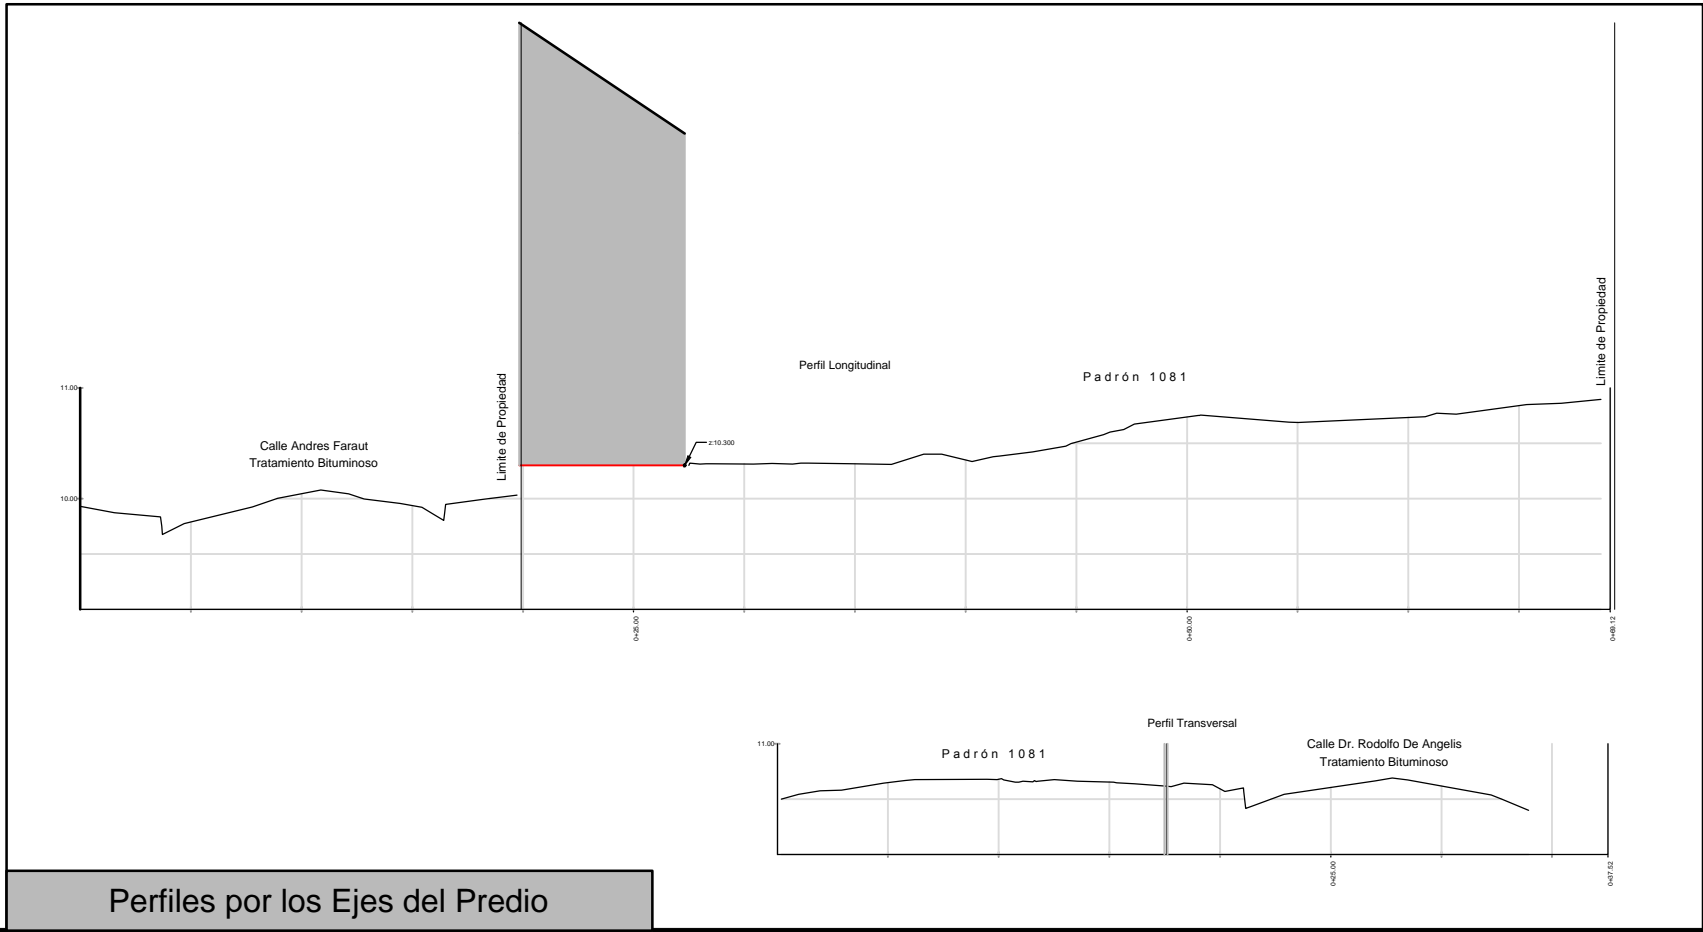 Perfil Longitudinal
Padrón 1081
Limite de Propiedad
Limite de Propiedad
11.00
Calle Andres Faraut
Tratamiento Bituminoso
z:10.300
10.00
0+25.00
0+50.00
0+69.12
Perfil Transversal
11.00
Padrón 1081
Calle Dr. Rodolfo De Angelis
Tratamiento Bituminoso
0+25.00
0+37.52
Perfiles por los Ejes del Predio